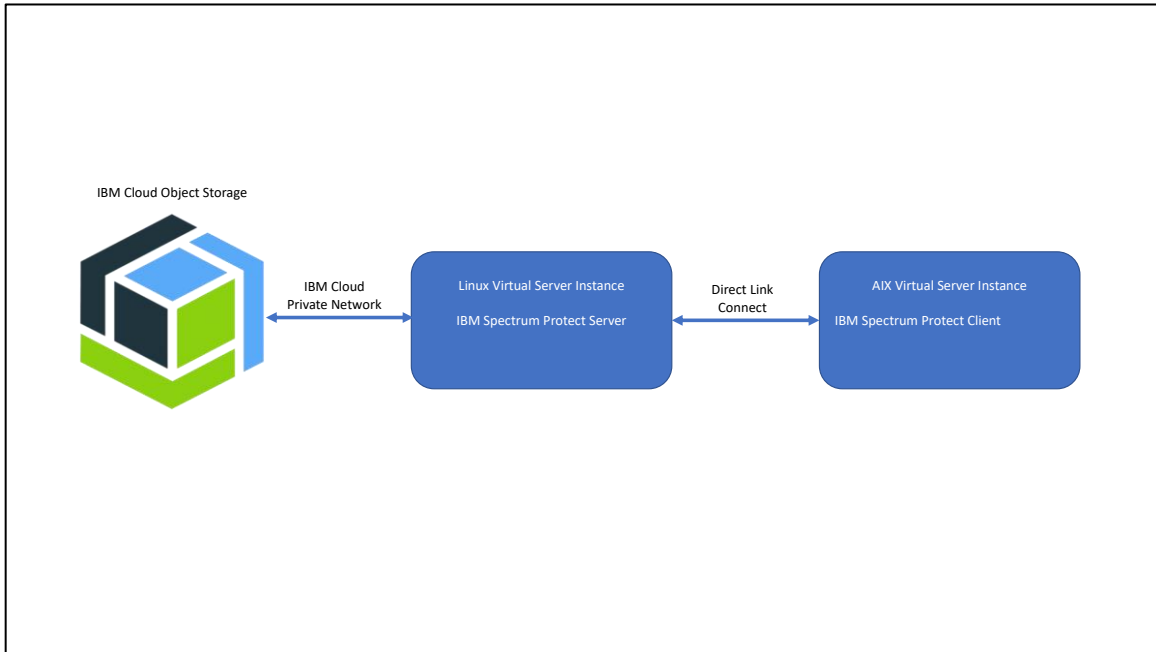 IBM Cloud Object Storage
IBM Cloud
Private Network
Linux Virtual Server Instance
IBM Spectrum Protect Server
Direct Link
Connect
AIX Virtual Server Instance
IBM Spectrum Protect Client